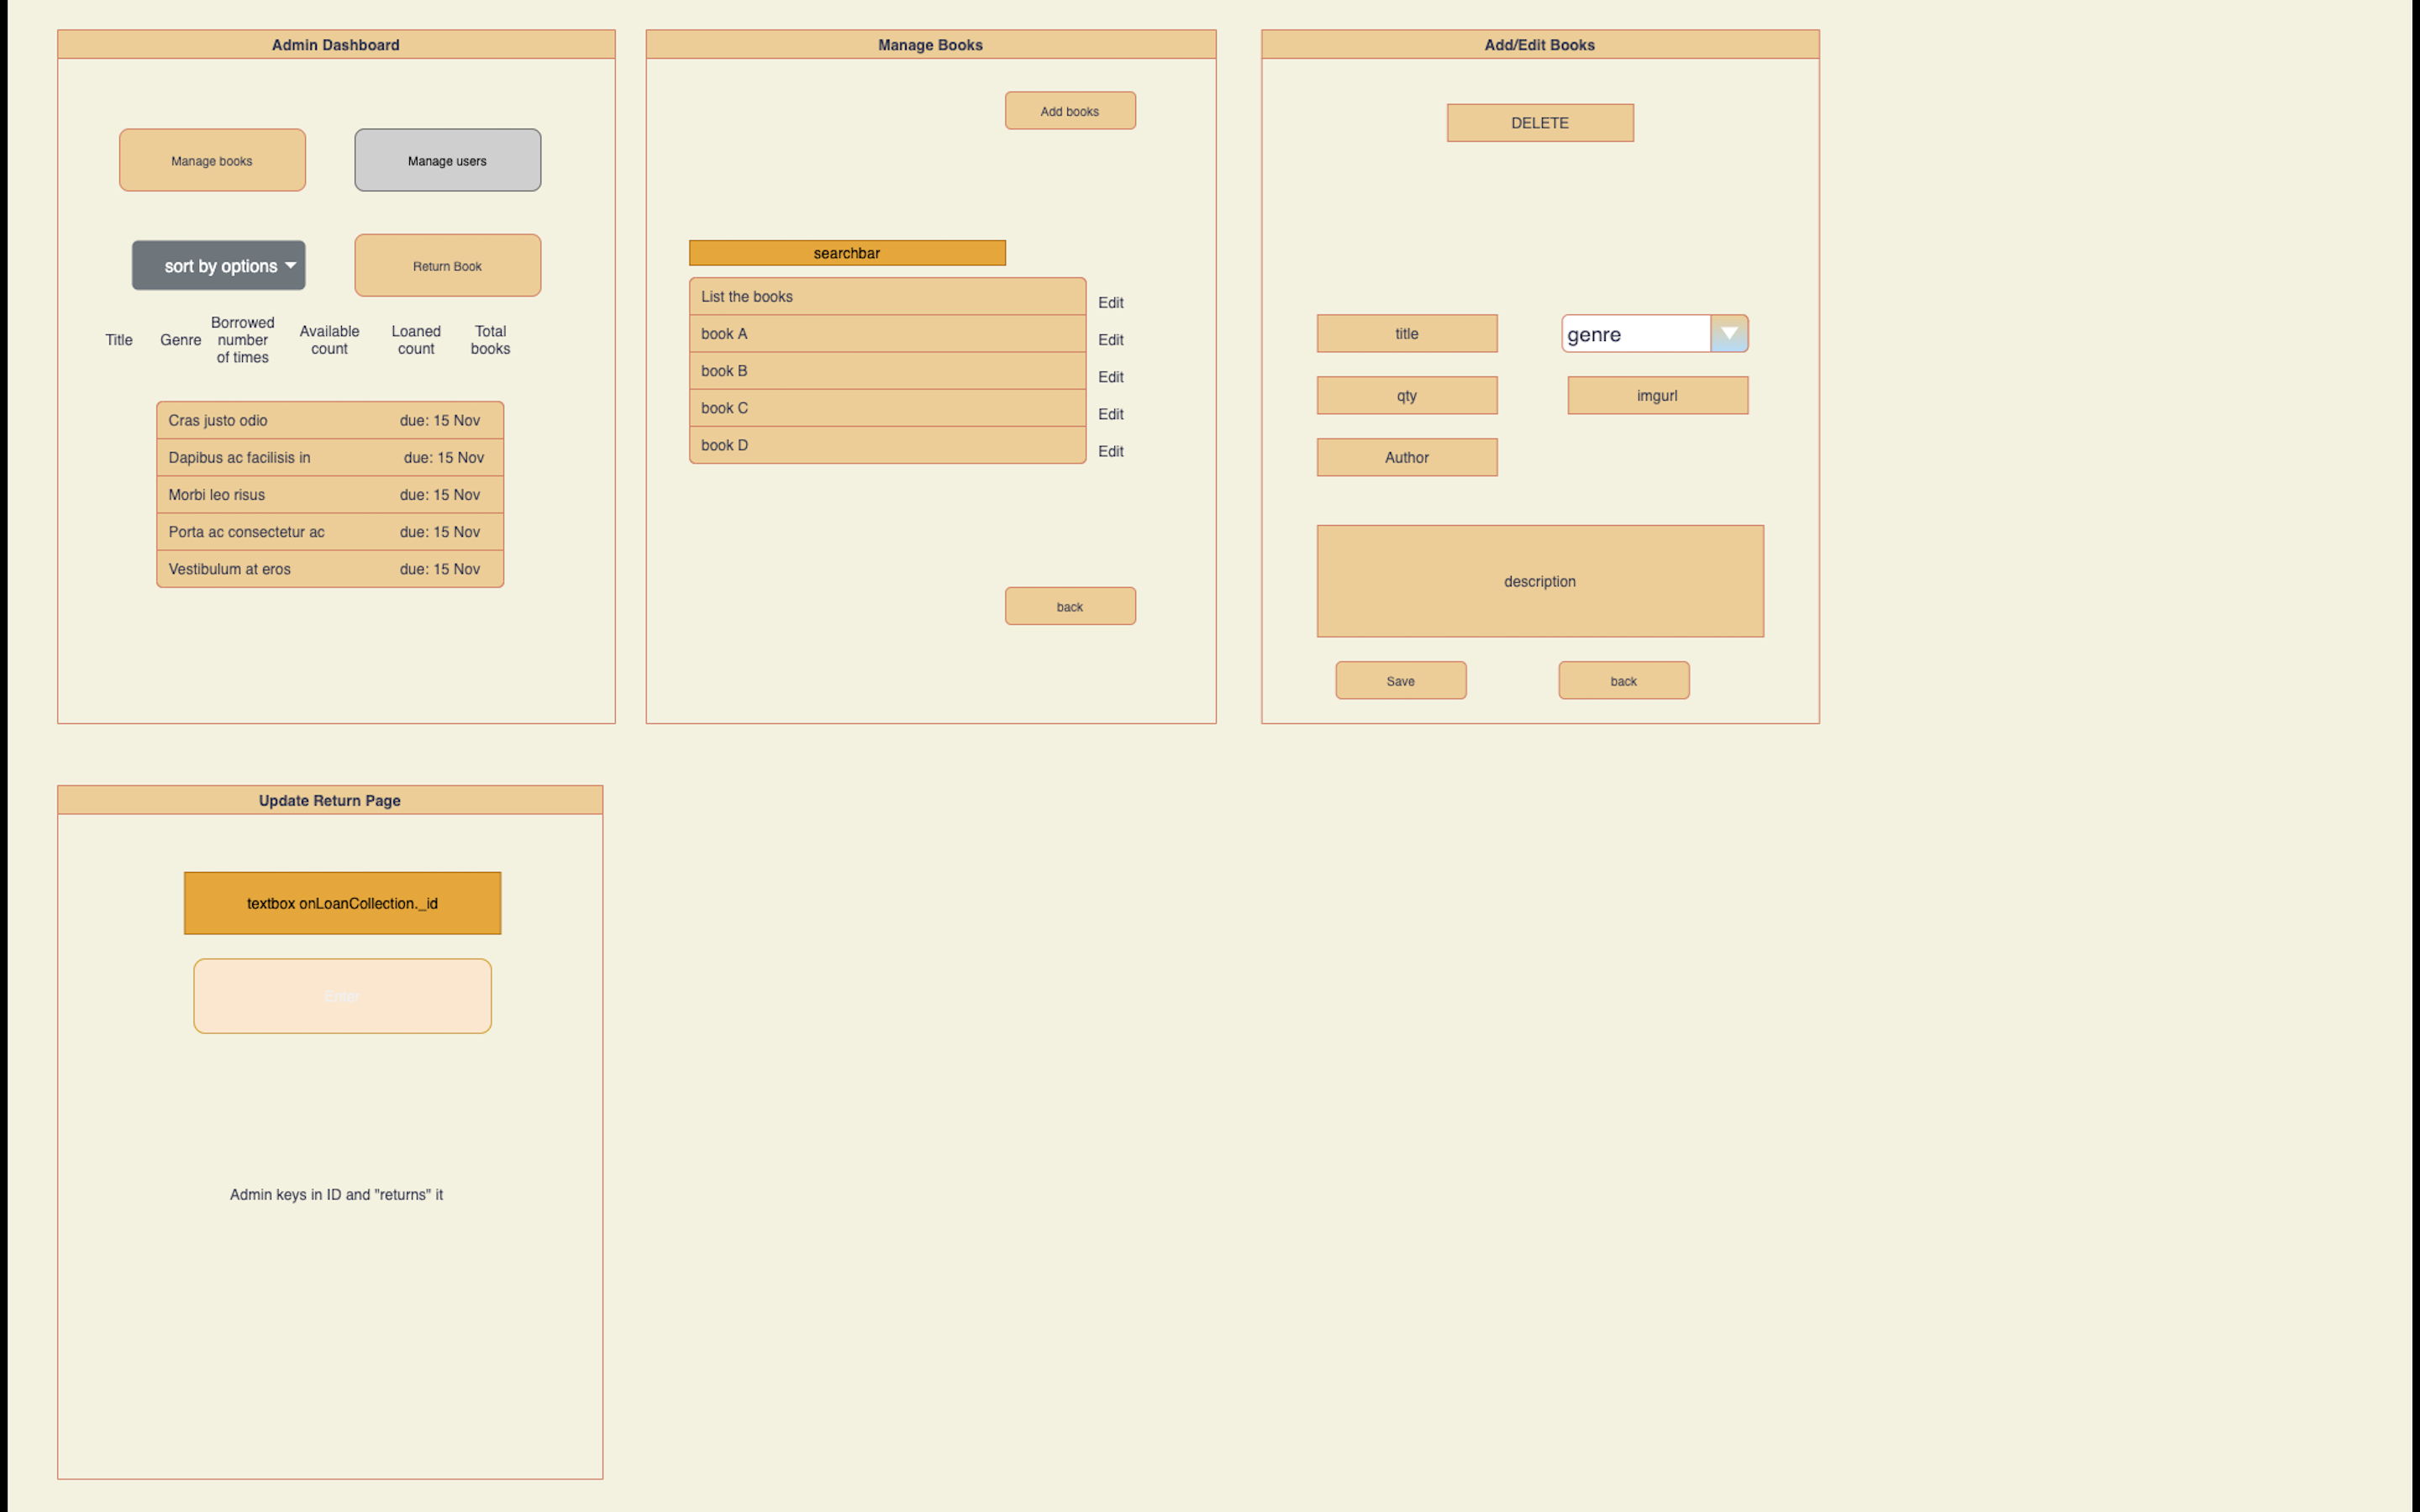 Admin Dashboard
Manage books
Manage users
sort by options
Return Book
Title
Genre
Borrowed
number
of times
Available
count
Loaned
count
Total
books
Cras justo odio due: 15 Nov
Dapibus ac facilisis in due: 15 Nov
Morbi leo risus due: 15 Nov
Porta ac consectetur ac due: 15 Nov
Vestibulum at eros due: 15 Nov
Manage Books
Add books
searchbar
List the books Edit
book A Edit
book B Edit
book C Edit
book D Edit
back
Add/Edit Books
DELETE
title
genre
qty
imgurl
Author
description
Save
back
Update Return Page
textbox onLoanCollection._id
Enter
Admin keys in ID and "returns" it